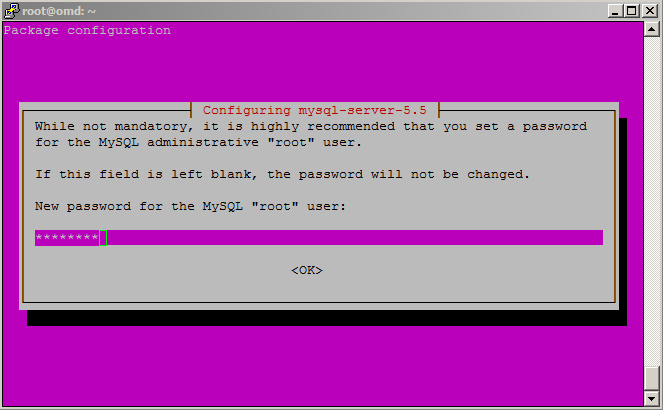 root@omd: ~
Package configuration
Configuring mysql-server-5.5
While not mandatory, it is highly recommended that you set a password
for the MySQL administrative "root" user.
If this field is left blank, the password will not be changed.
New password for the MySQL "root" user:
********
<OK>